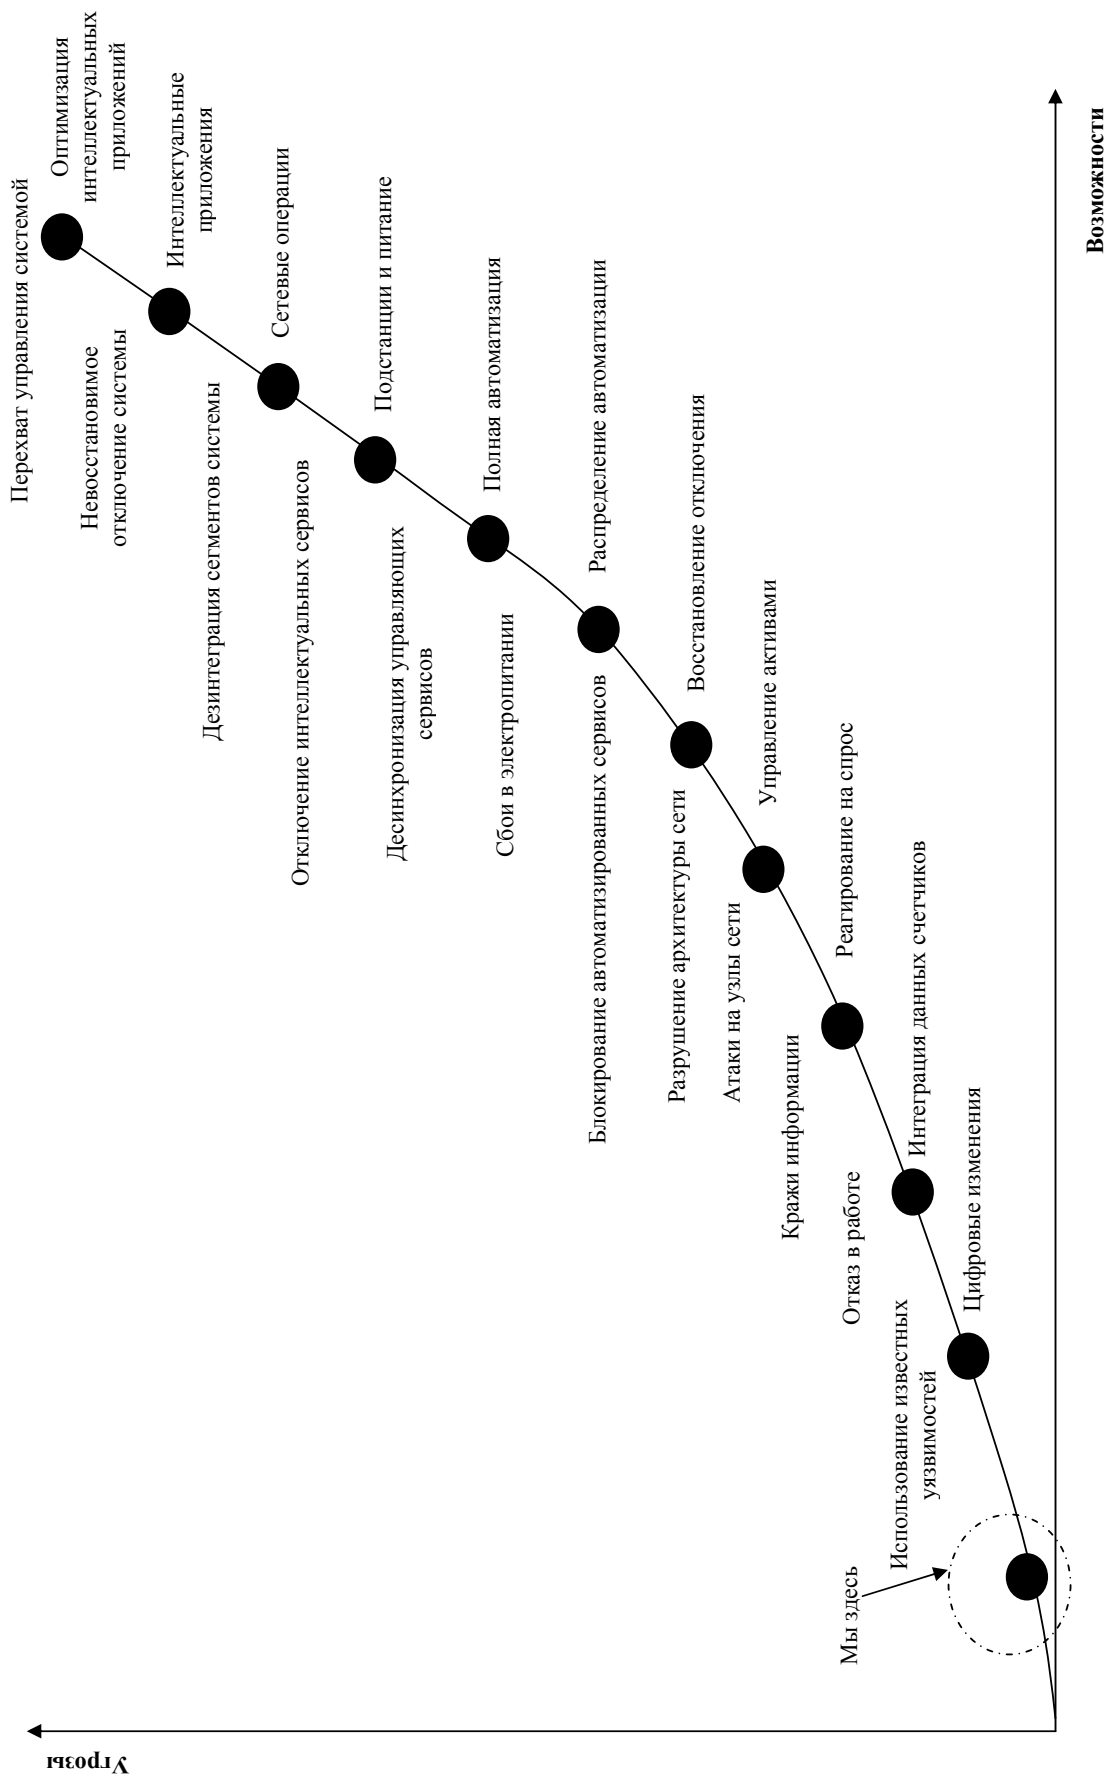 Угрозы
Перехват управления системой
Оптимизация
интеллектуальных
приложений
Невосстановимое
отключение системы
Интеллектуальные
приложения
Дезинтеграция сегментов системы
Сетевые операции
Отключение интеллектуальных сервисов
Подстанции и питание
Десинхронизация управляющих
сервисов
Полная автоматизация
Сбои в электропитании
Распределение автоматизации
Блокирование автоматизированных сервисов
Восстановление отключения
Разрушение архитектуры сети
Управление активами
Атаки на узлы сети
Реагирование на спрос
Кражи информации
Интеграция данных счетчиков
Отказ в работе
Цифровые изменения
Использование известных
уязвимостей
Мы здесь
Возможности